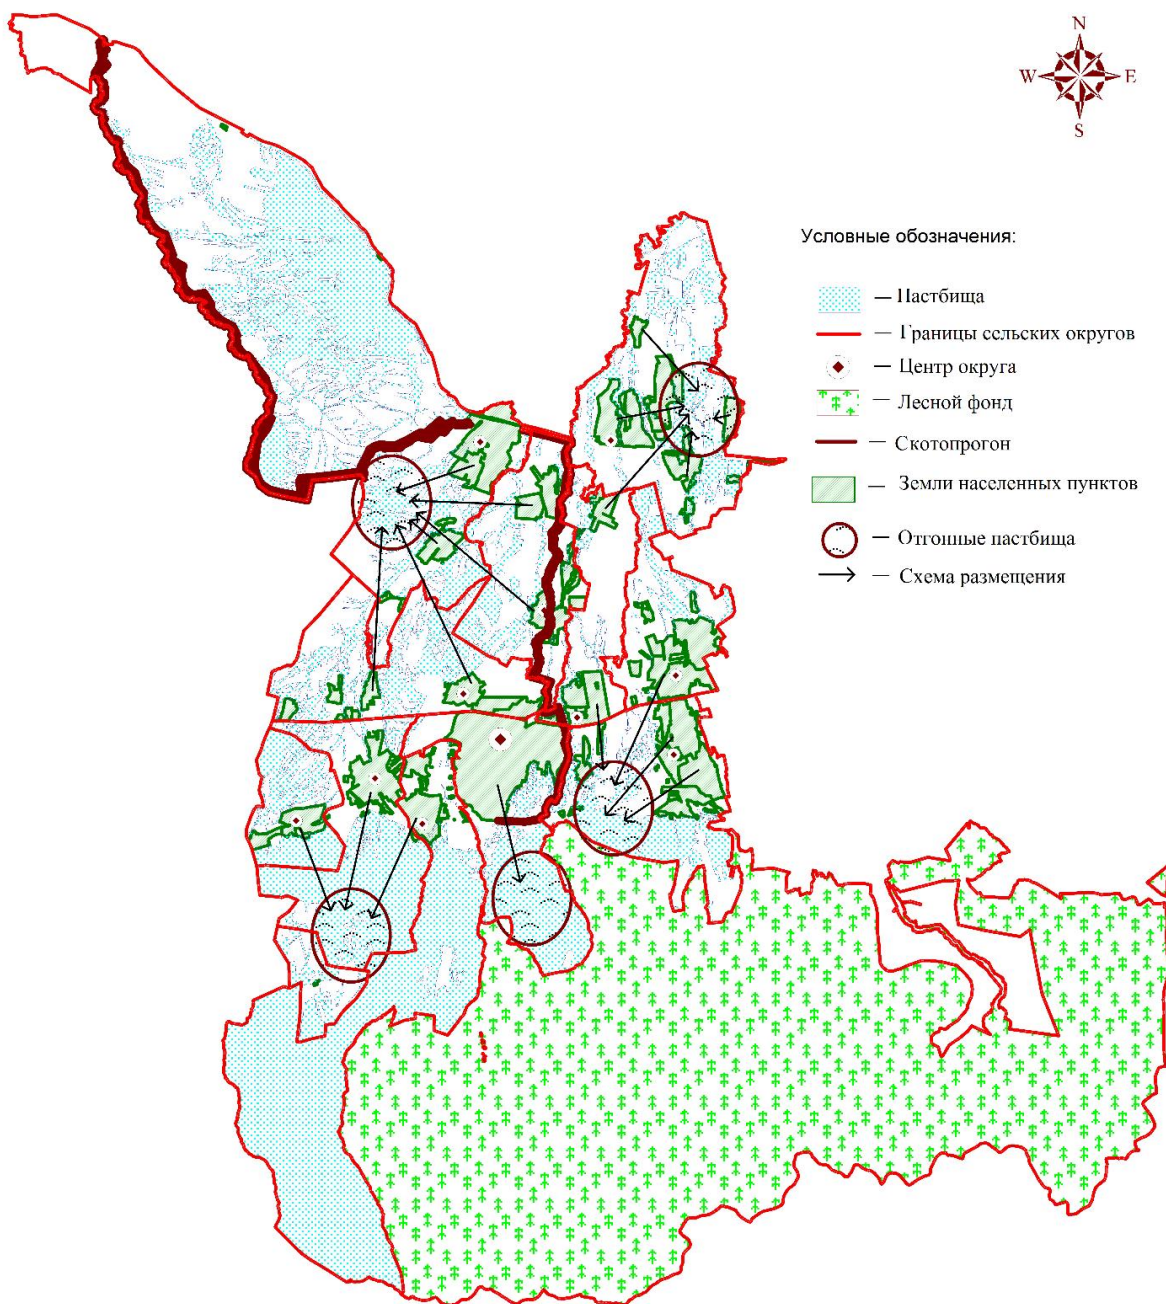 N
W E
S
Условные обозначения:
— Пастбища
— Границы сельских округов
— Центр округа
— Лесной фонд
— Скотопрогон
— Земли населенных пунктов
— Отгонные пастбища
— Схема размещения